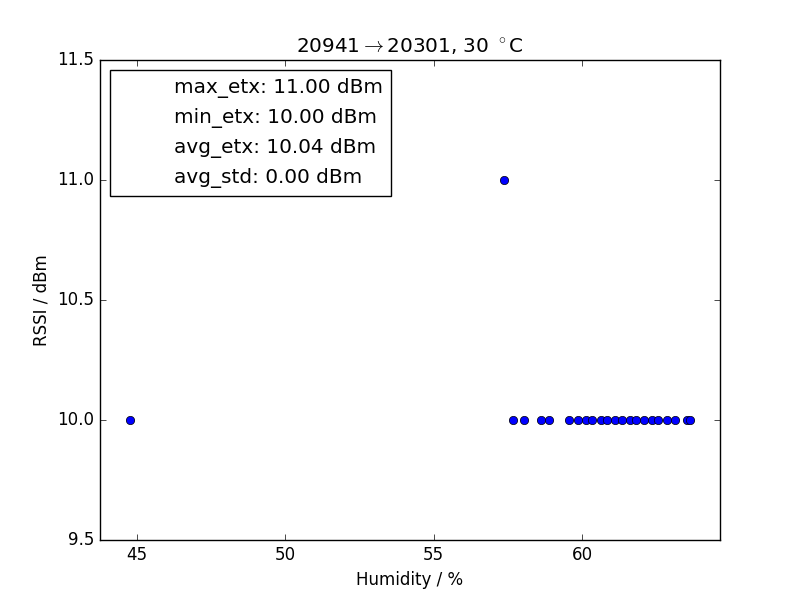 20941→20301, 30 °C
max_etx: 11.00 dBm
min_etx: 10.00 dBm
avg_etx: 10.04 dBm
avg_std: 0.00 dBm
RSSI / dBm
11.5
11.0
10.5
10.0
9.5
45 50 55 60
Humidity / %